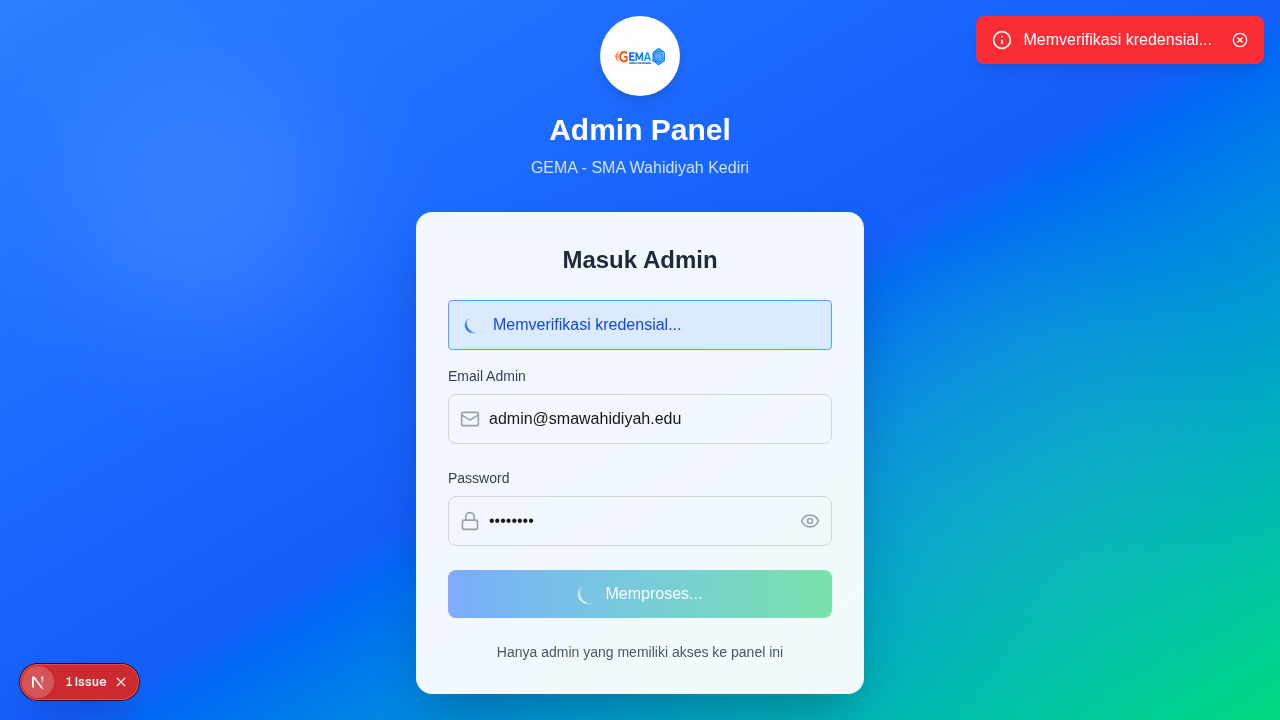 GEMA
Memverifikasi kredensial...
Admin Panel
GEMA - SMA Wahidiyah Kediri
Masuk Admin
Memverifikasi kredensial...
Email Admin
admin@smawahidiyah.edu
Password
••••••••
Memproses...
Hanya admin yang memiliki akses ke panel ini
1 Issue